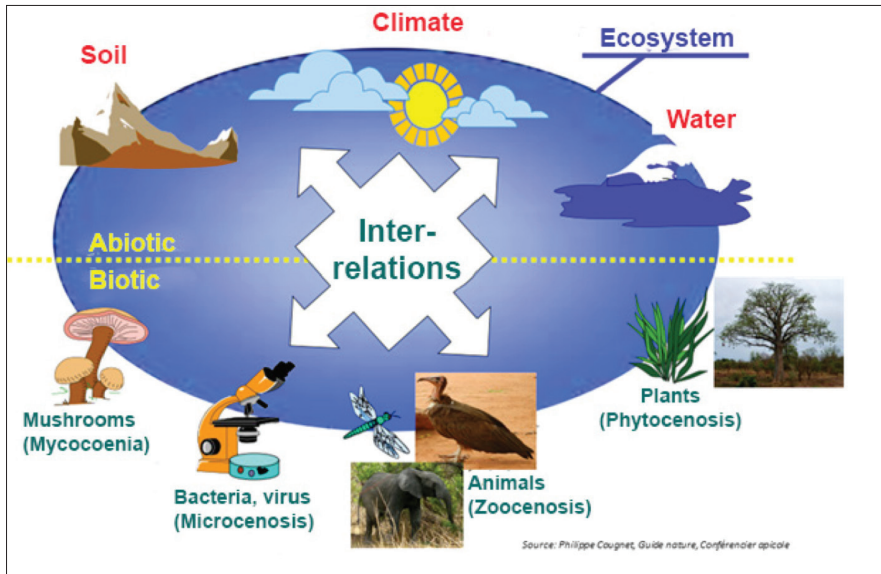 Climate
Ecosystem
Soil
Water
Inter-
relations
Abiotic
Biotic
Mushrooms
(Mycocoenia)
Bacteria, virus
(Microcenosis)
Animals
(Zoocenosis)
Plants
(Phytocenosis)
Source: Philippe Cougnet, Guide nature, Conférencier apicole